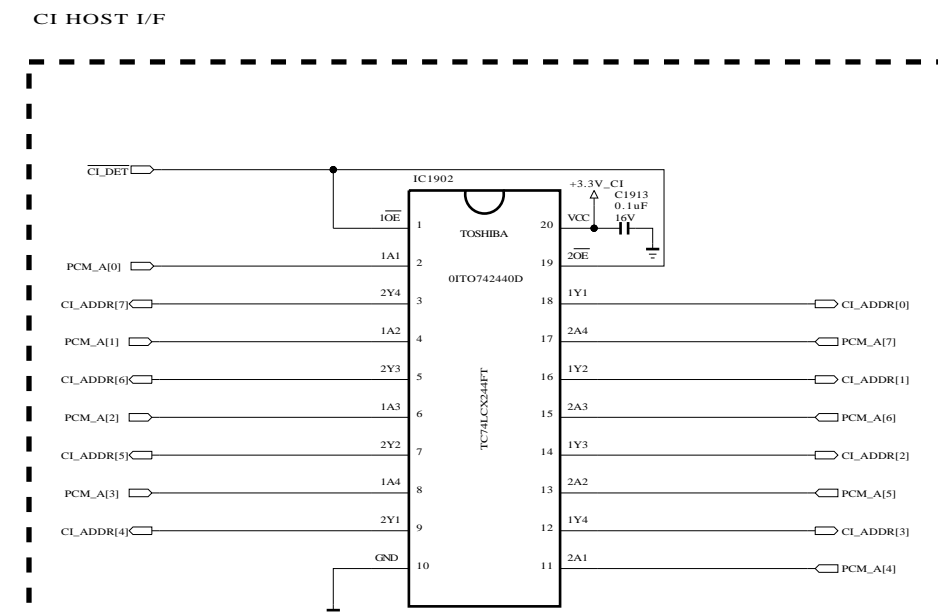 CI HOST I/F
CI_DET
IC1902
+3.3V_CI
C1913
0.1uF
16V
1OE
1
TOSHIBA
20
VCC
PCM_A[0]
1A1
2
19
2OE
0ITO742440D
CI_ADDR[7]
2Y4
3
18
1Y1
CI_ADDR[0]
PCM_A[1]
1A2
4
17
2A4
PCM_A[7]
CI_ADDR[6]
2Y3
5
16
1Y2
CI_ADDR[1]
TC74LCX244FT
PCM_A[2]
1A3
6
15
2A3
PCM_A[6]
CI_ADDR[5]
2Y2
7
14
1Y3
CI_ADDR[2]
PCM_A[3]
1A4
8
13
2A2
PCM_A[5]
CI_ADDR[4]
2Y1
9
12
1Y4
CI_ADDR[3]
GND
10
11
2A1
PCM_A[4]